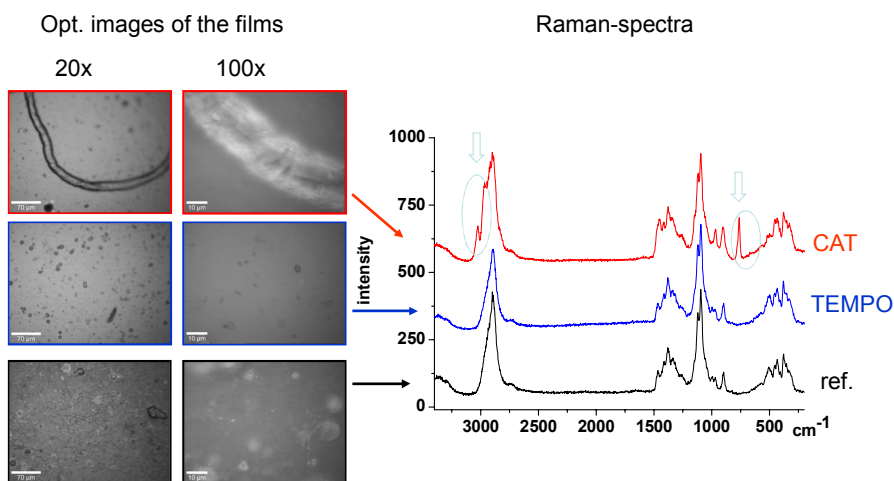 Opt. images of the films
Raman-spectra
20x
100x
70 µm
10 µm
70 µm
10 µm
70 µm
10 µm
intensity
1000
750
500
250
0
CAT
TEMPO
ref.
3000
2500
2000
1500
1000
500
cm-1